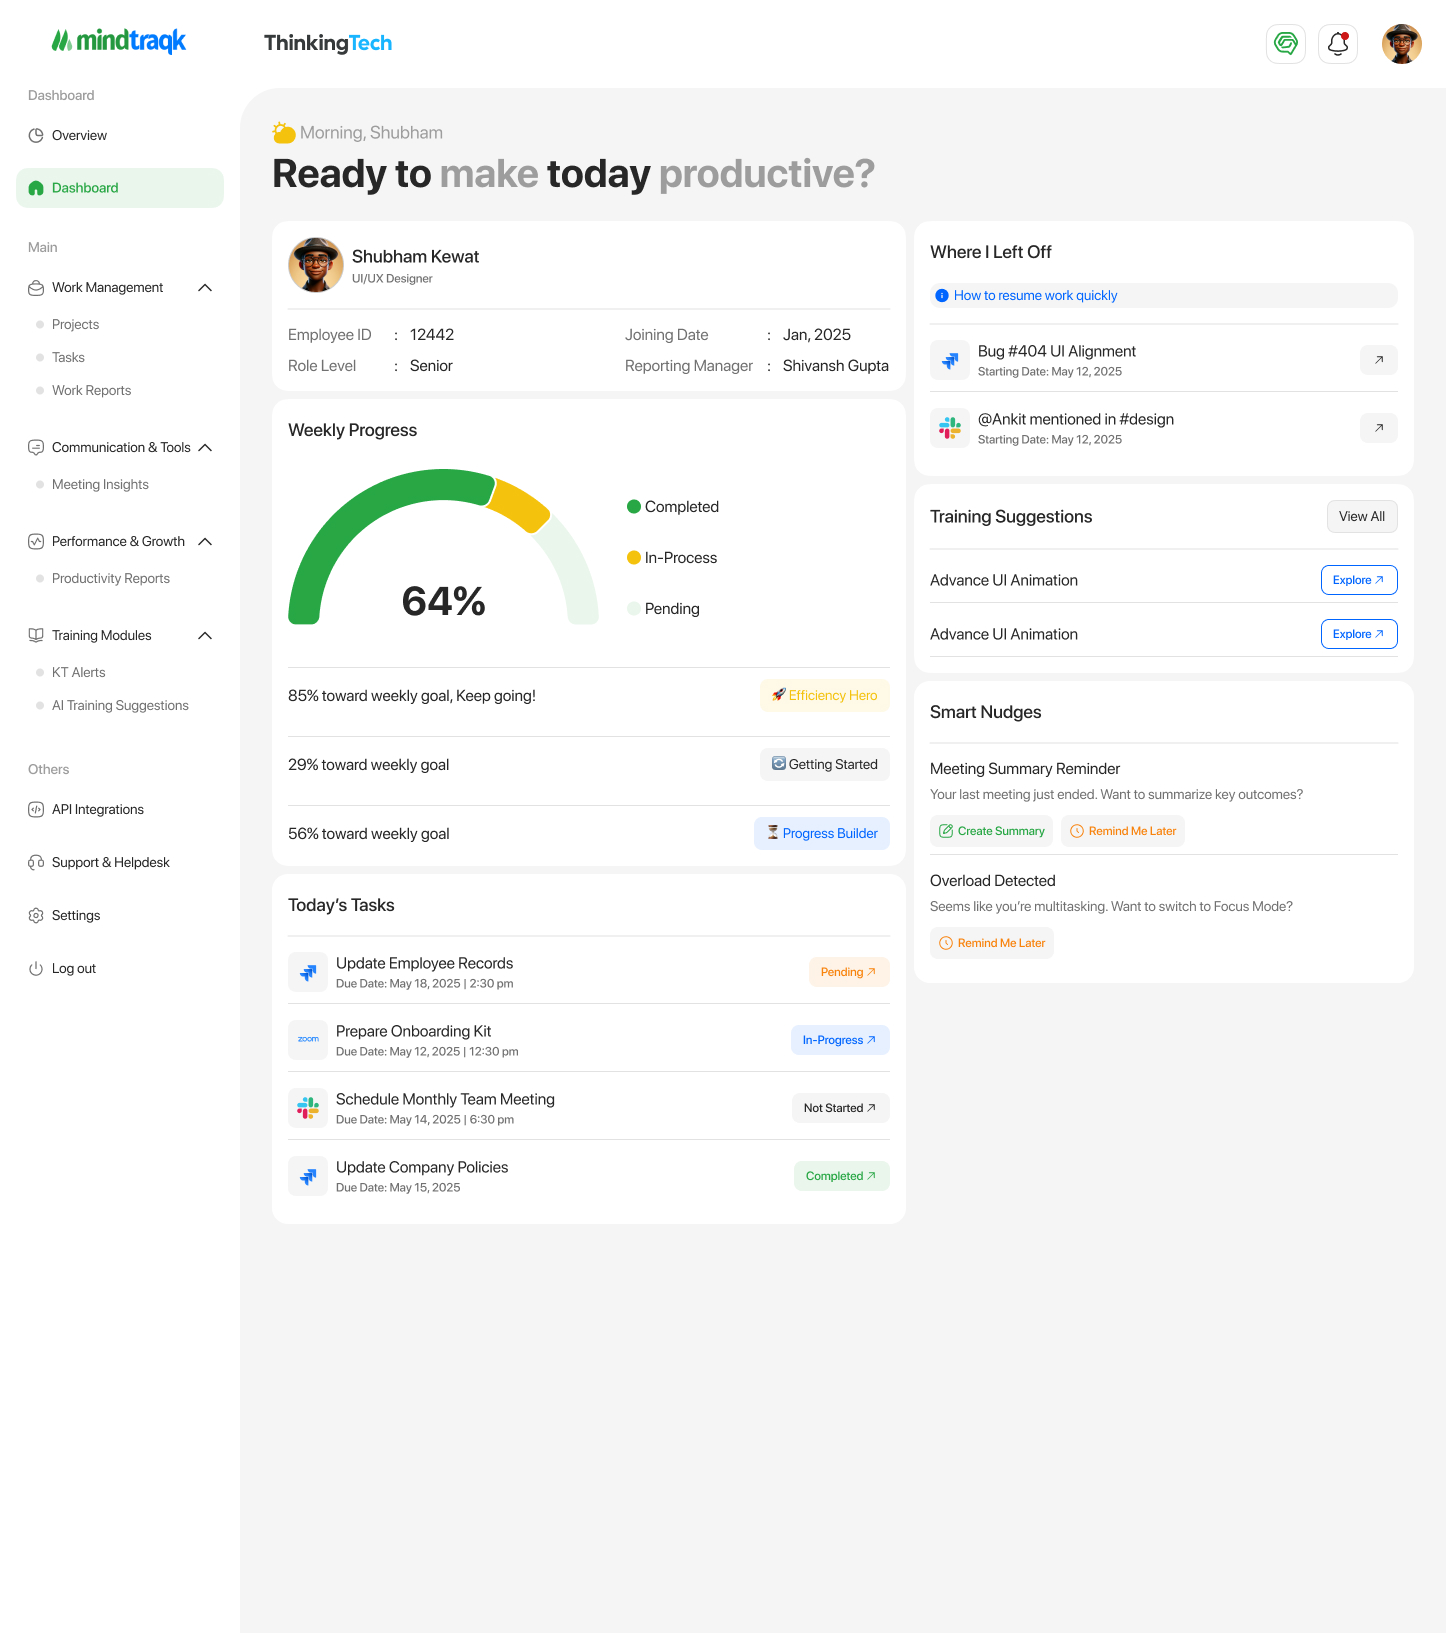 mindtraqk
ThinkingTech
Dashboard
Overview
Dashboard
Main
Work Management
Projects
Tasks
Work Reports
Communication & Tools
Meeting Insights
Performance & Growth
Productivity Reports
Training Modules
KT Alerts
AI Training Suggestions
Others
API Integrations
Support & Helpdesk
Settings
Log out
Morning, Shubham
Ready to make today productive?
Shubham Kewat
UI/UX Designer
Employee ID : 12442
Joining Date : Jan, 2025
Role Level : Senior
Reporting Manager : Shivansh Gupta
Weekly Progress
64%
Completed
In-Process
Pending
85% toward weekly goal, Keep going!
🚀 Efficiency Hero
29% toward weekly goal
🔄 Getting Started
56% toward weekly goal
⏳ Progress Builder
Today’s Tasks
Update Employee Records
Due Date: May 18, 2025 | 2:30 pm
Pending
zoom
Prepare Onboarding Kit
Due Date: May 12, 2025 | 12:30 pm
In-Progress
Schedule Monthly Team Meeting
Due Date: May 14, 2025 | 6:30 pm
Not Started
Update Company Policies
Due Date: May 15, 2025
Completed
Where I Left Off
How to resume work quickly
Bug #404 UI Alignment
Starting Date: May 12, 2025
@Ankit mentioned in #design
Starting Date: May 12, 2025
Training Suggestions
View All
Advance UI Animation
Explore
Advance UI Animation
Explore
Smart Nudges
Meeting Summary Reminder
Your last meeting just ended. Want to summarize key outcomes?
Create Summary
Remind Me Later
Overload Detected
Seems like you’re multitasking. Want to switch to Focus Mode?
Remind Me Later